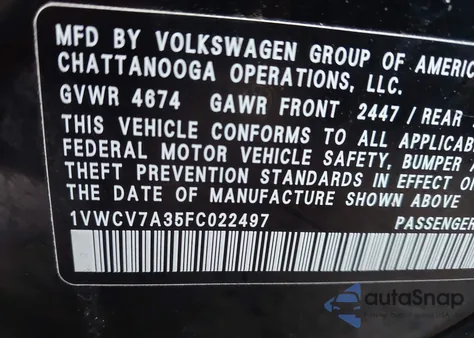 MFD BY VOLKSWAGEN GROUP OF AMERICA
CHATTANOOGA OPERATIONS, LLC.
GVWR 4674 GAWR FRONT 2447 / REAR
THIS VEHICLE CONFORMS TO ALL
FEDERAL MOTOR VEHICLE SAFETY, BUMPER /
THEFT PREVENTION STANDARDS IN EFFECT
THE DATE OF MANUFACTURE SHOWN ABOVE
1VWCV7A35FC022497 PASSENGER
autoSnap